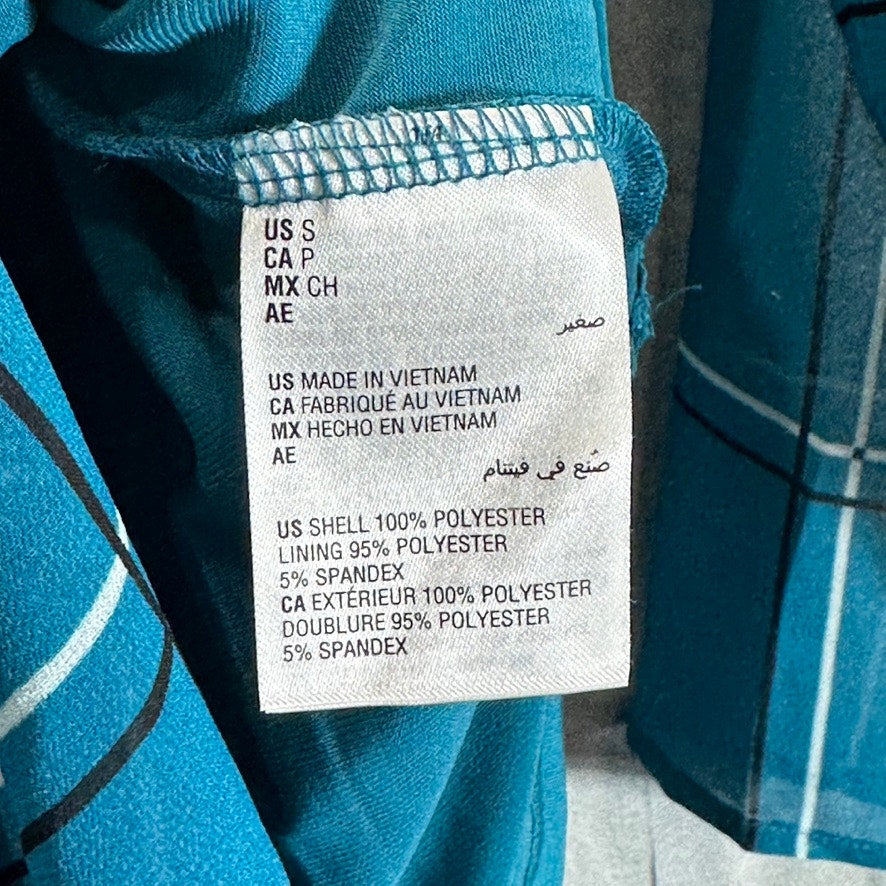 US S
CA P
MX CH
AE
صغير
US MADE IN VIETNAM
CA FABRIQUÉ AU VIETNAM
MX HECHO EN VIETNAM
AE
صُنع في فيتنام
US SHELL 100% POLYESTER
LINING 95% POLYESTER
5% SPANDEX
CA EXTÉRIEUR 100% POLYESTER
DOUBLURE 95% POLYESTER
5% SPANDEX